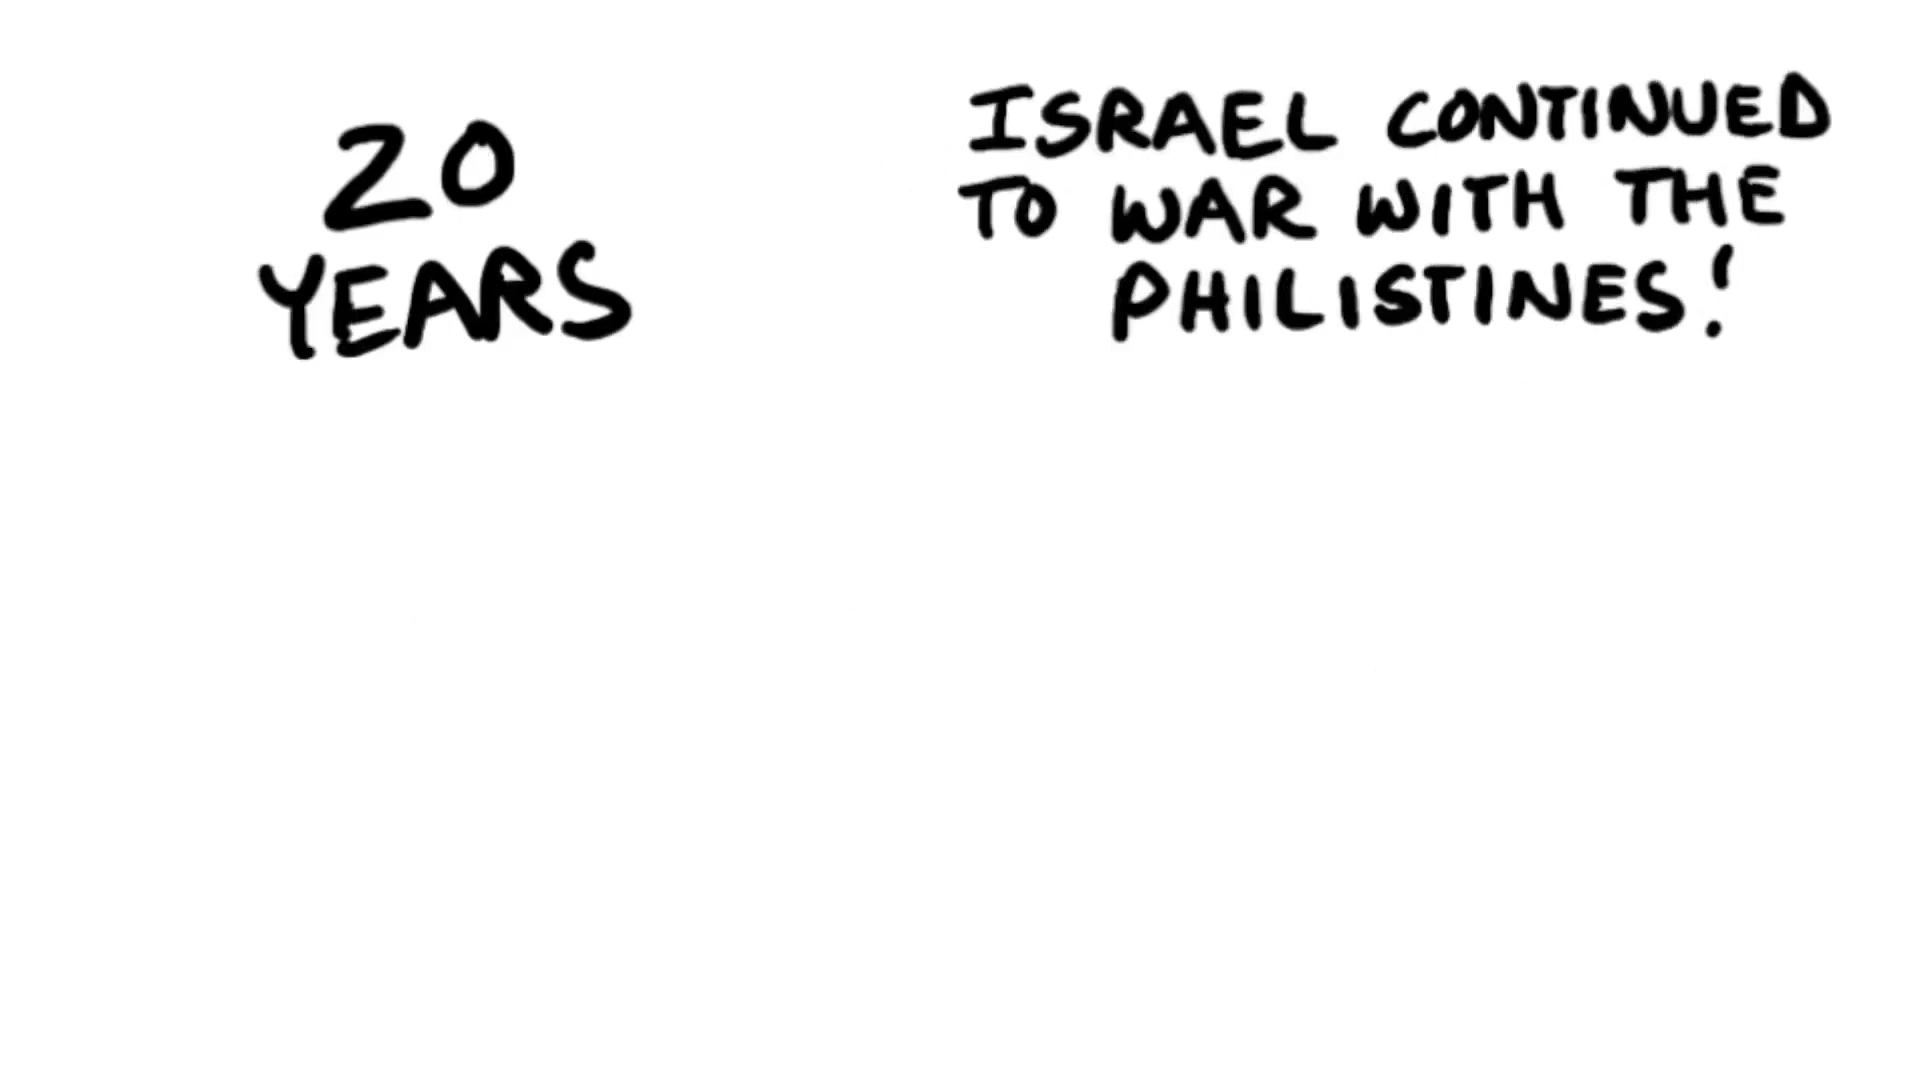 20
YEARS
ISRAEL CONTINUED
TO WAR WITH THE
PHILISTINES!